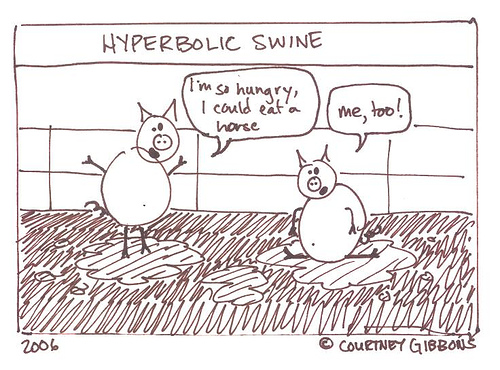 HYPERBOLIC SWINE
I'm so hungry,
I could eat a
horse
me, too!
2006
© COURTNEY GIBBONS